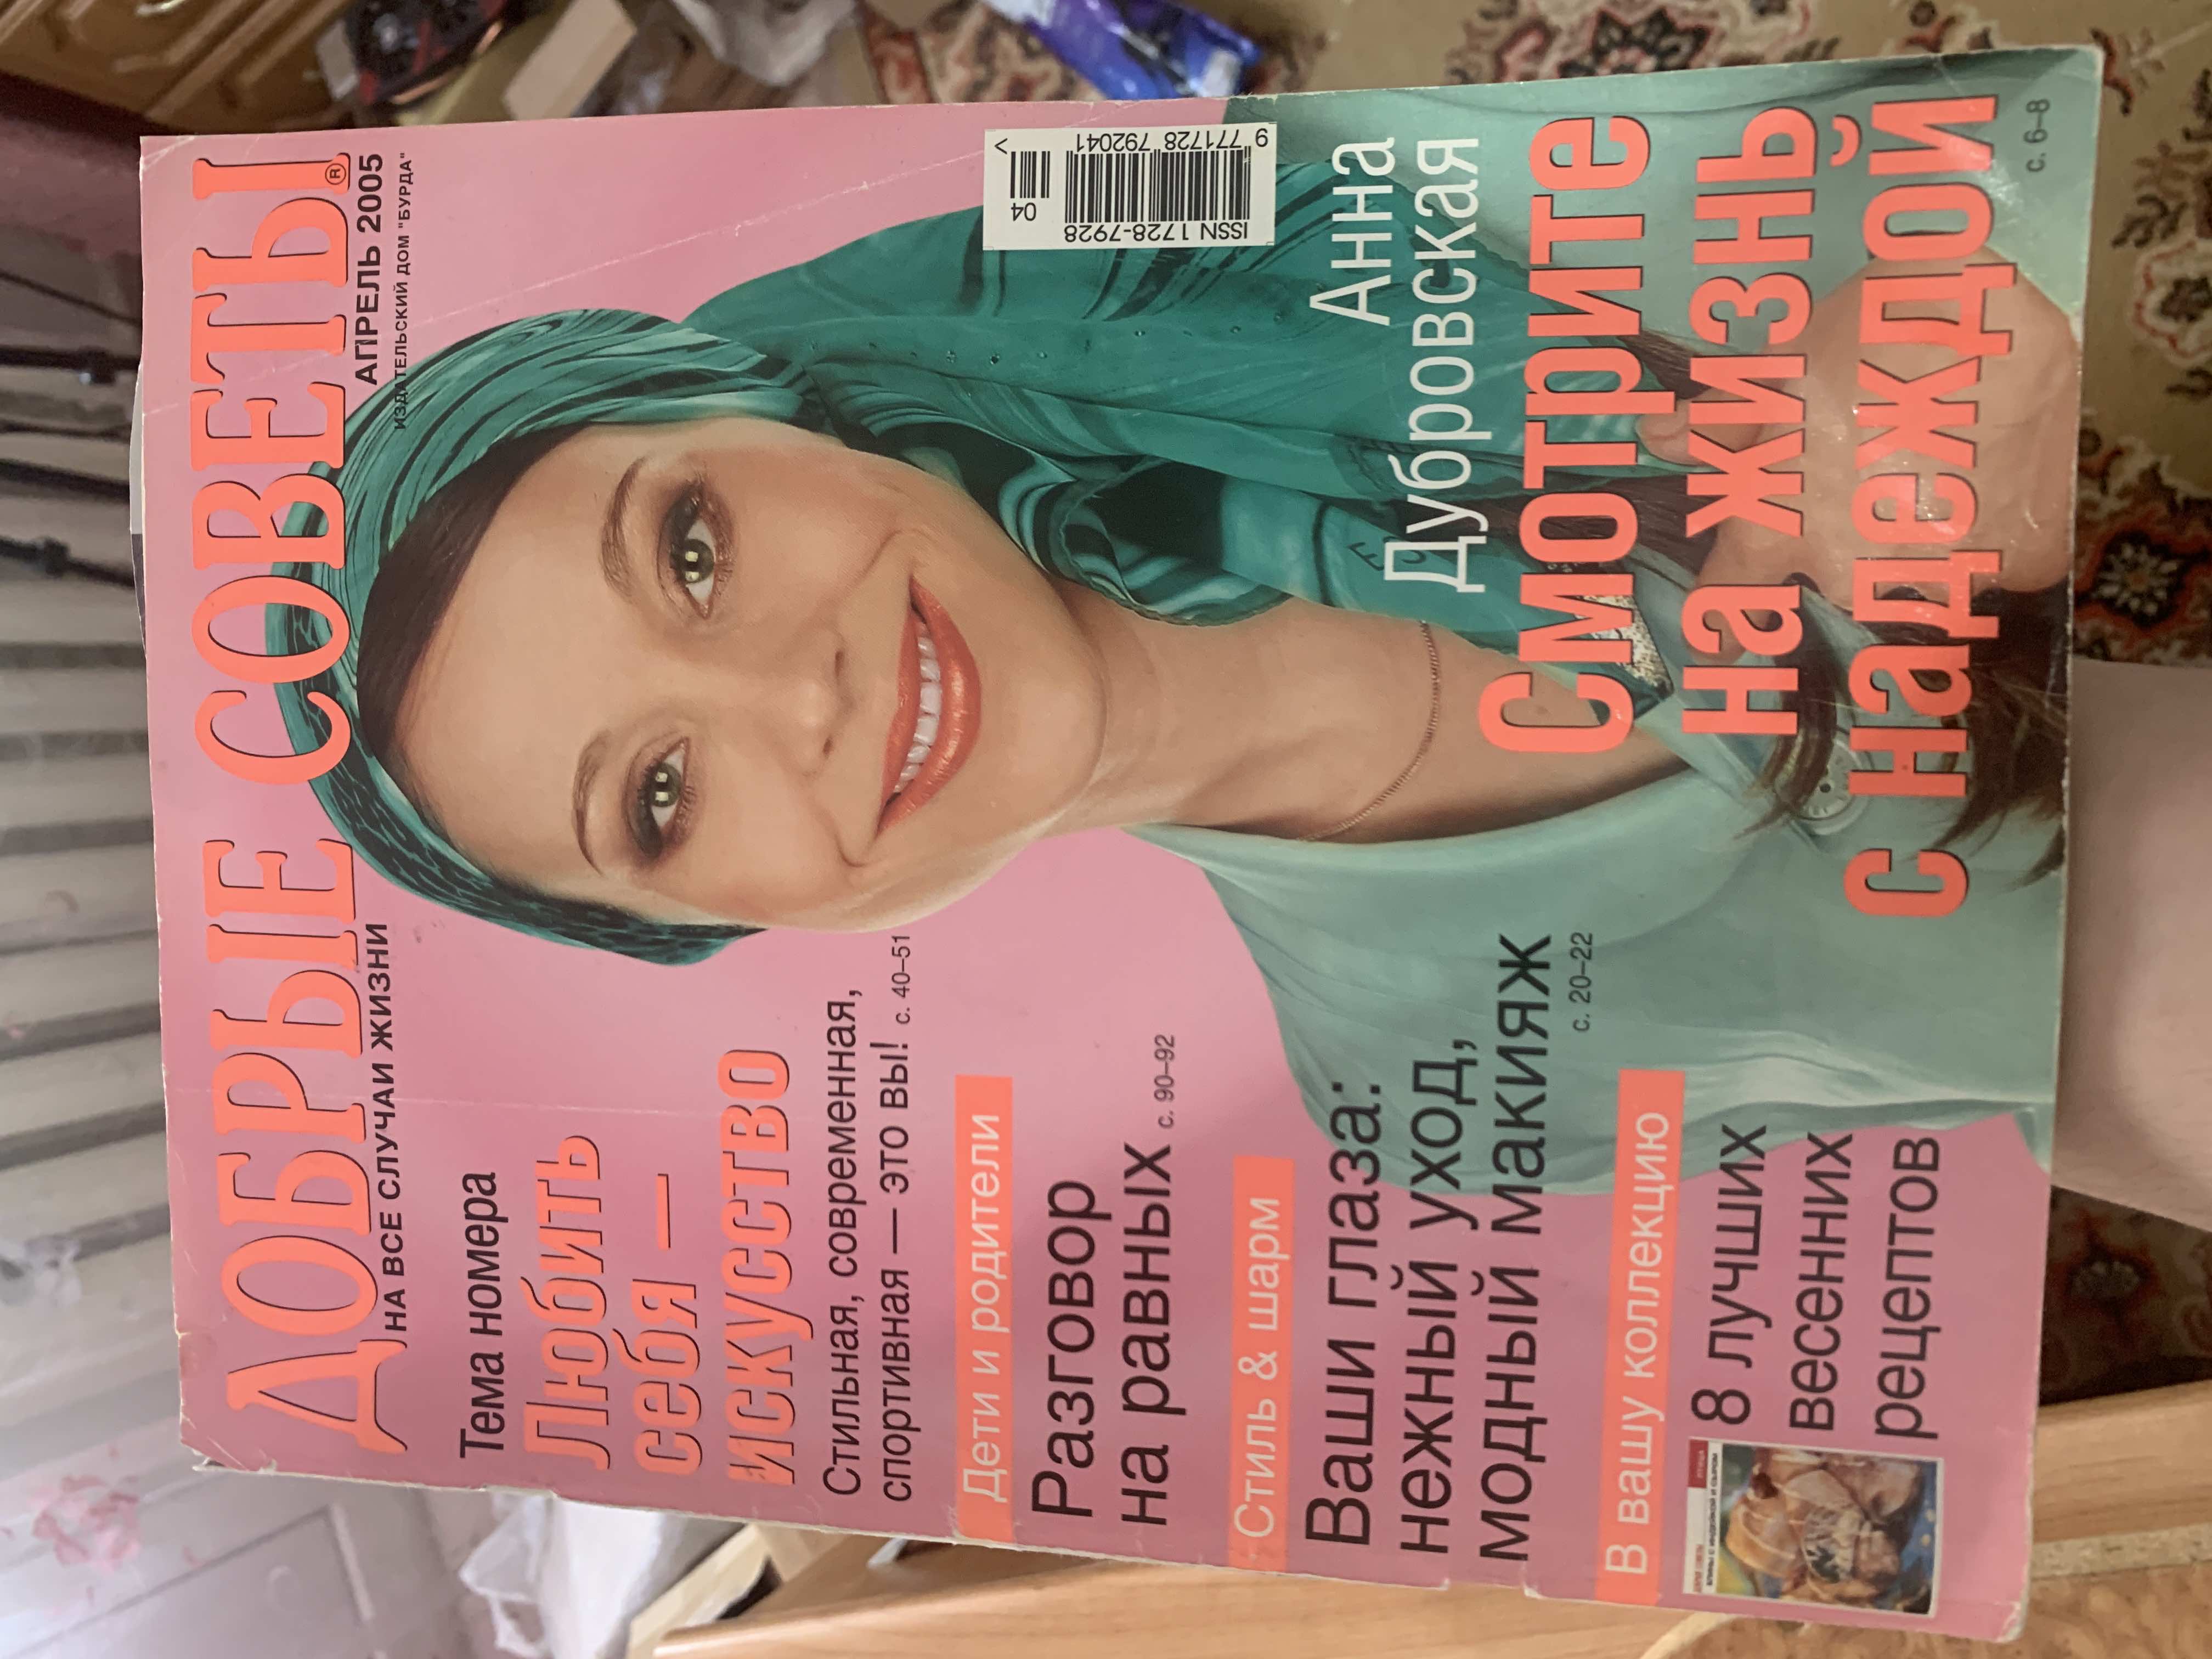 ДОБРЫЕ СОВЕТЫ®
НА ВСЕ СЛУЧАИ ЖИЗНИ
АПРЕЛЬ 2005
ИЗДАТЕЛЬСКИЙ ДОМ "БУРДА"
Тема номера
Любить
себя —
искусство
Стильная, современная,
спортивная — это вы! с. 40–51
Дети и родители
Разговор
на равных с. 90–92
Стиль & шарм
Ваши глаза:
нежный уход,
модный макияж
с. 20–22
В вашу коллекцию
8 лучших
весенних
рецептов
ISSN 1728-7928
04
9 771728 792041 >
Анна
Дубровская
Смотрите
на жизнь
с надеждой
с. 6–8